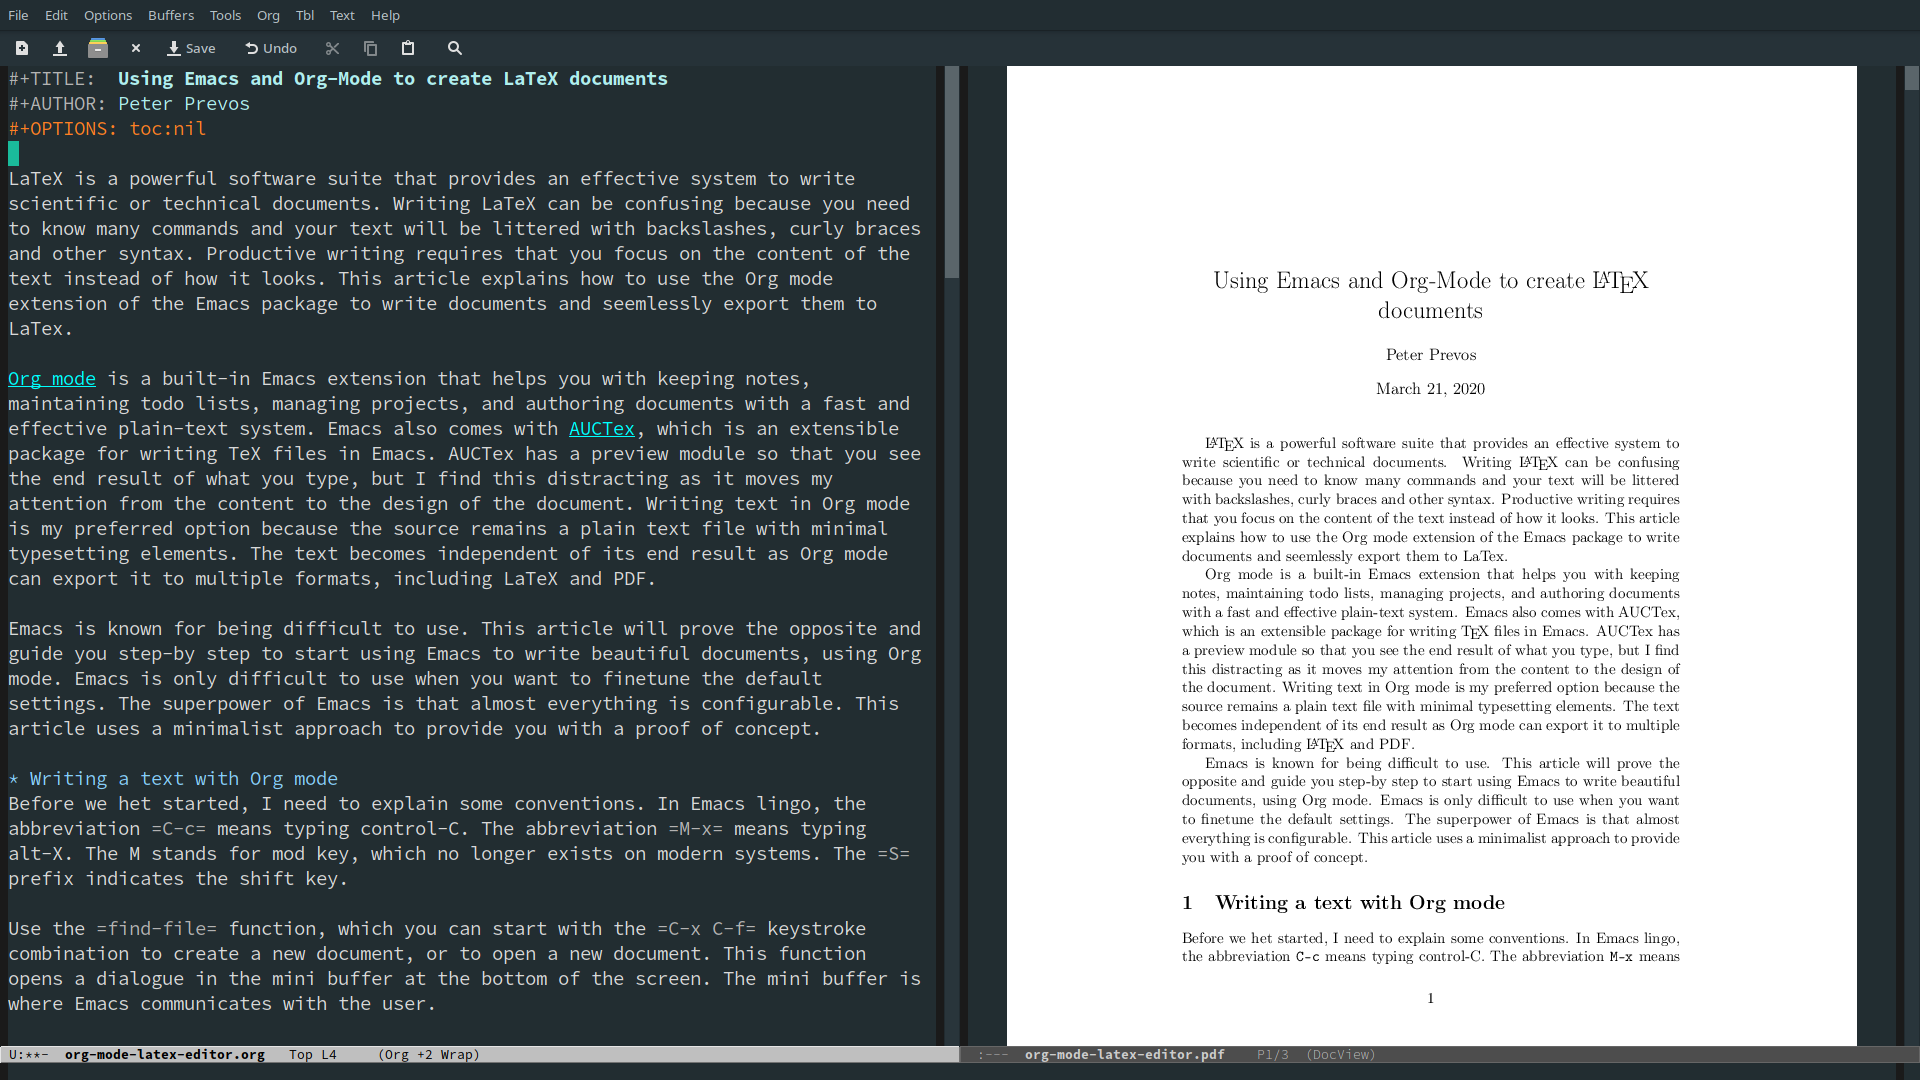 File Edit Options Buffers Tools Org Tbl Text Help
Save Undo
#+TITLE: Using Emacs and Org-Mode to create LaTeX documents
#+AUTHOR: Peter Prevos
#+OPTIONS: toc:nil
LaTeX is a powerful software suite that provides an effective system to write
scientific or technical documents. Writing LaTeX can be confusing because you need
to know many commands and your text will be littered with backslashes, curly braces
and other syntax. Productive writing requires that you focus on the content of the
text instead of how it looks. This article explains how to use the Org mode
extension of the Emacs package to write documents and seemlessly export them to
LaTex.
Org mode is a built-in Emacs extension that helps you with keeping notes,
maintaining todo lists, managing projects, and authoring documents with a fast and
effective plain-text system. Emacs also comes with AUCTex, which is an extensible
package for writing TeX files in Emacs. AUCTex has a preview module so that you see
the end result of what you type, but I find this distracting as it moves my
attention from the content to the design of the document. Writing text in Org mode
is my preferred option because the source remains a plain text file with minimal
typesetting elements. The text becomes independent of its end result as Org mode
can export it to multiple formats, including LaTeX and PDF.
Emacs is known for being difficult to use. This article will prove the opposite and
guide you step-by step to start using Emacs to write beautiful documents, using Org
mode. Emacs is only difficult to use when you want to finetune the default
settings. The superpower of Emacs is that almost everything is configurable. This
article uses a minimalist approach to provide you with a proof of concept.
* Writing a text with Org mode
Before we het started, I need to explain some conventions. In Emacs lingo, the
abbreviation =C-c= means typing control-C. The abbreviation =M-x= means typing
alt-X. The M stands for mod key, which no longer exists on modern systems. The =S=
prefix indicates the shift key.
Use the =find-file= function, which you can start with the =C-x C-f= keystroke
combination to create a new document, or to open a new document. This function
opens a dialogue in the mini buffer at the bottom of the screen. The mini buffer is
where Emacs communicates with the user.
U:**- org-mode-latex-editor.org Top L4 (Org +2 Wrap)
Using Emacs and Org-Mode to create LATEX
documents
Peter Prevos
March 21, 2020
LATEX is a powerful software suite that provides an effective system to
write scientific or technical documents. Writing LATEX can be confusing
because you need to know many commands and your text will be littered
with backslashes, curly braces and other syntax. Productive writing requires
that you focus on the content of the text instead of how it looks. This article
explains how to use the Org mode extension of the Emacs package to write
documents and seemlessly export them to LaTex.
Org mode is a built-in Emacs extension that helps you with keeping
notes, maintaining todo lists, managing projects, and authoring documents
with a fast and effective plain-text system. Emacs also comes with AUCTex,
which is an extensible package for writing TEX files in Emacs. AUCTex has
a preview module so that you see the end result of what you type, but I find
this distracting as it moves my attention from the content to the design of
the document. Writing text in Org mode is my preferred option because the
source remains a plain text file with minimal typesetting elements. The text
becomes independent of its end result as Org mode can export it to multiple
formats, including LATEX and PDF.
Emacs is known for being difficult to use. This article will prove the
opposite and guide you step-by step to start using Emacs to write beautiful
documents, using Org mode. Emacs is only difficult to use when you want
to finetune the default settings. The superpower of Emacs is that almost
everything is configurable. This article uses a minimalist approach to provide
you with a proof of concept.
1 Writing a text with Org mode
Before we het started, I need to explain some conventions. In Emacs lingo,
the abbreviation C-c means typing control-C. The abbreviation M-x means
1
:--- org-mode-latex-editor.pdf P1/3 (DocView)